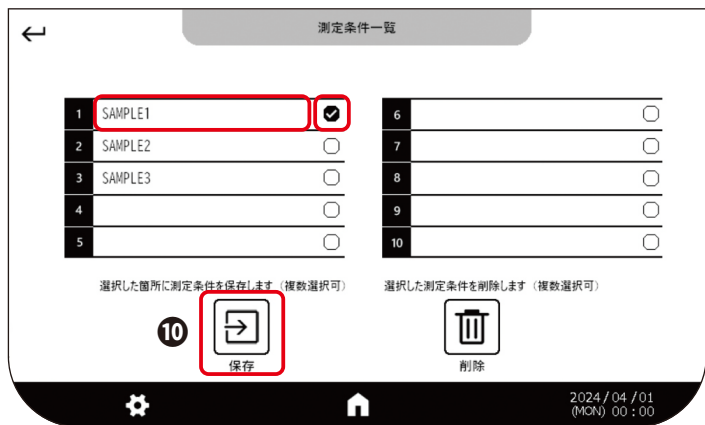 測定条件一覧
1 SAMPLE1
2 SAMPLE2
3 SAMPLE3
4
5
6
7
8
9
10
選択した箇所に測定条件を保存します（複数選択可）
選択した測定条件を削除します（複数選択可）
❿
保存
削除
2024/04/01
(MON) 00:00